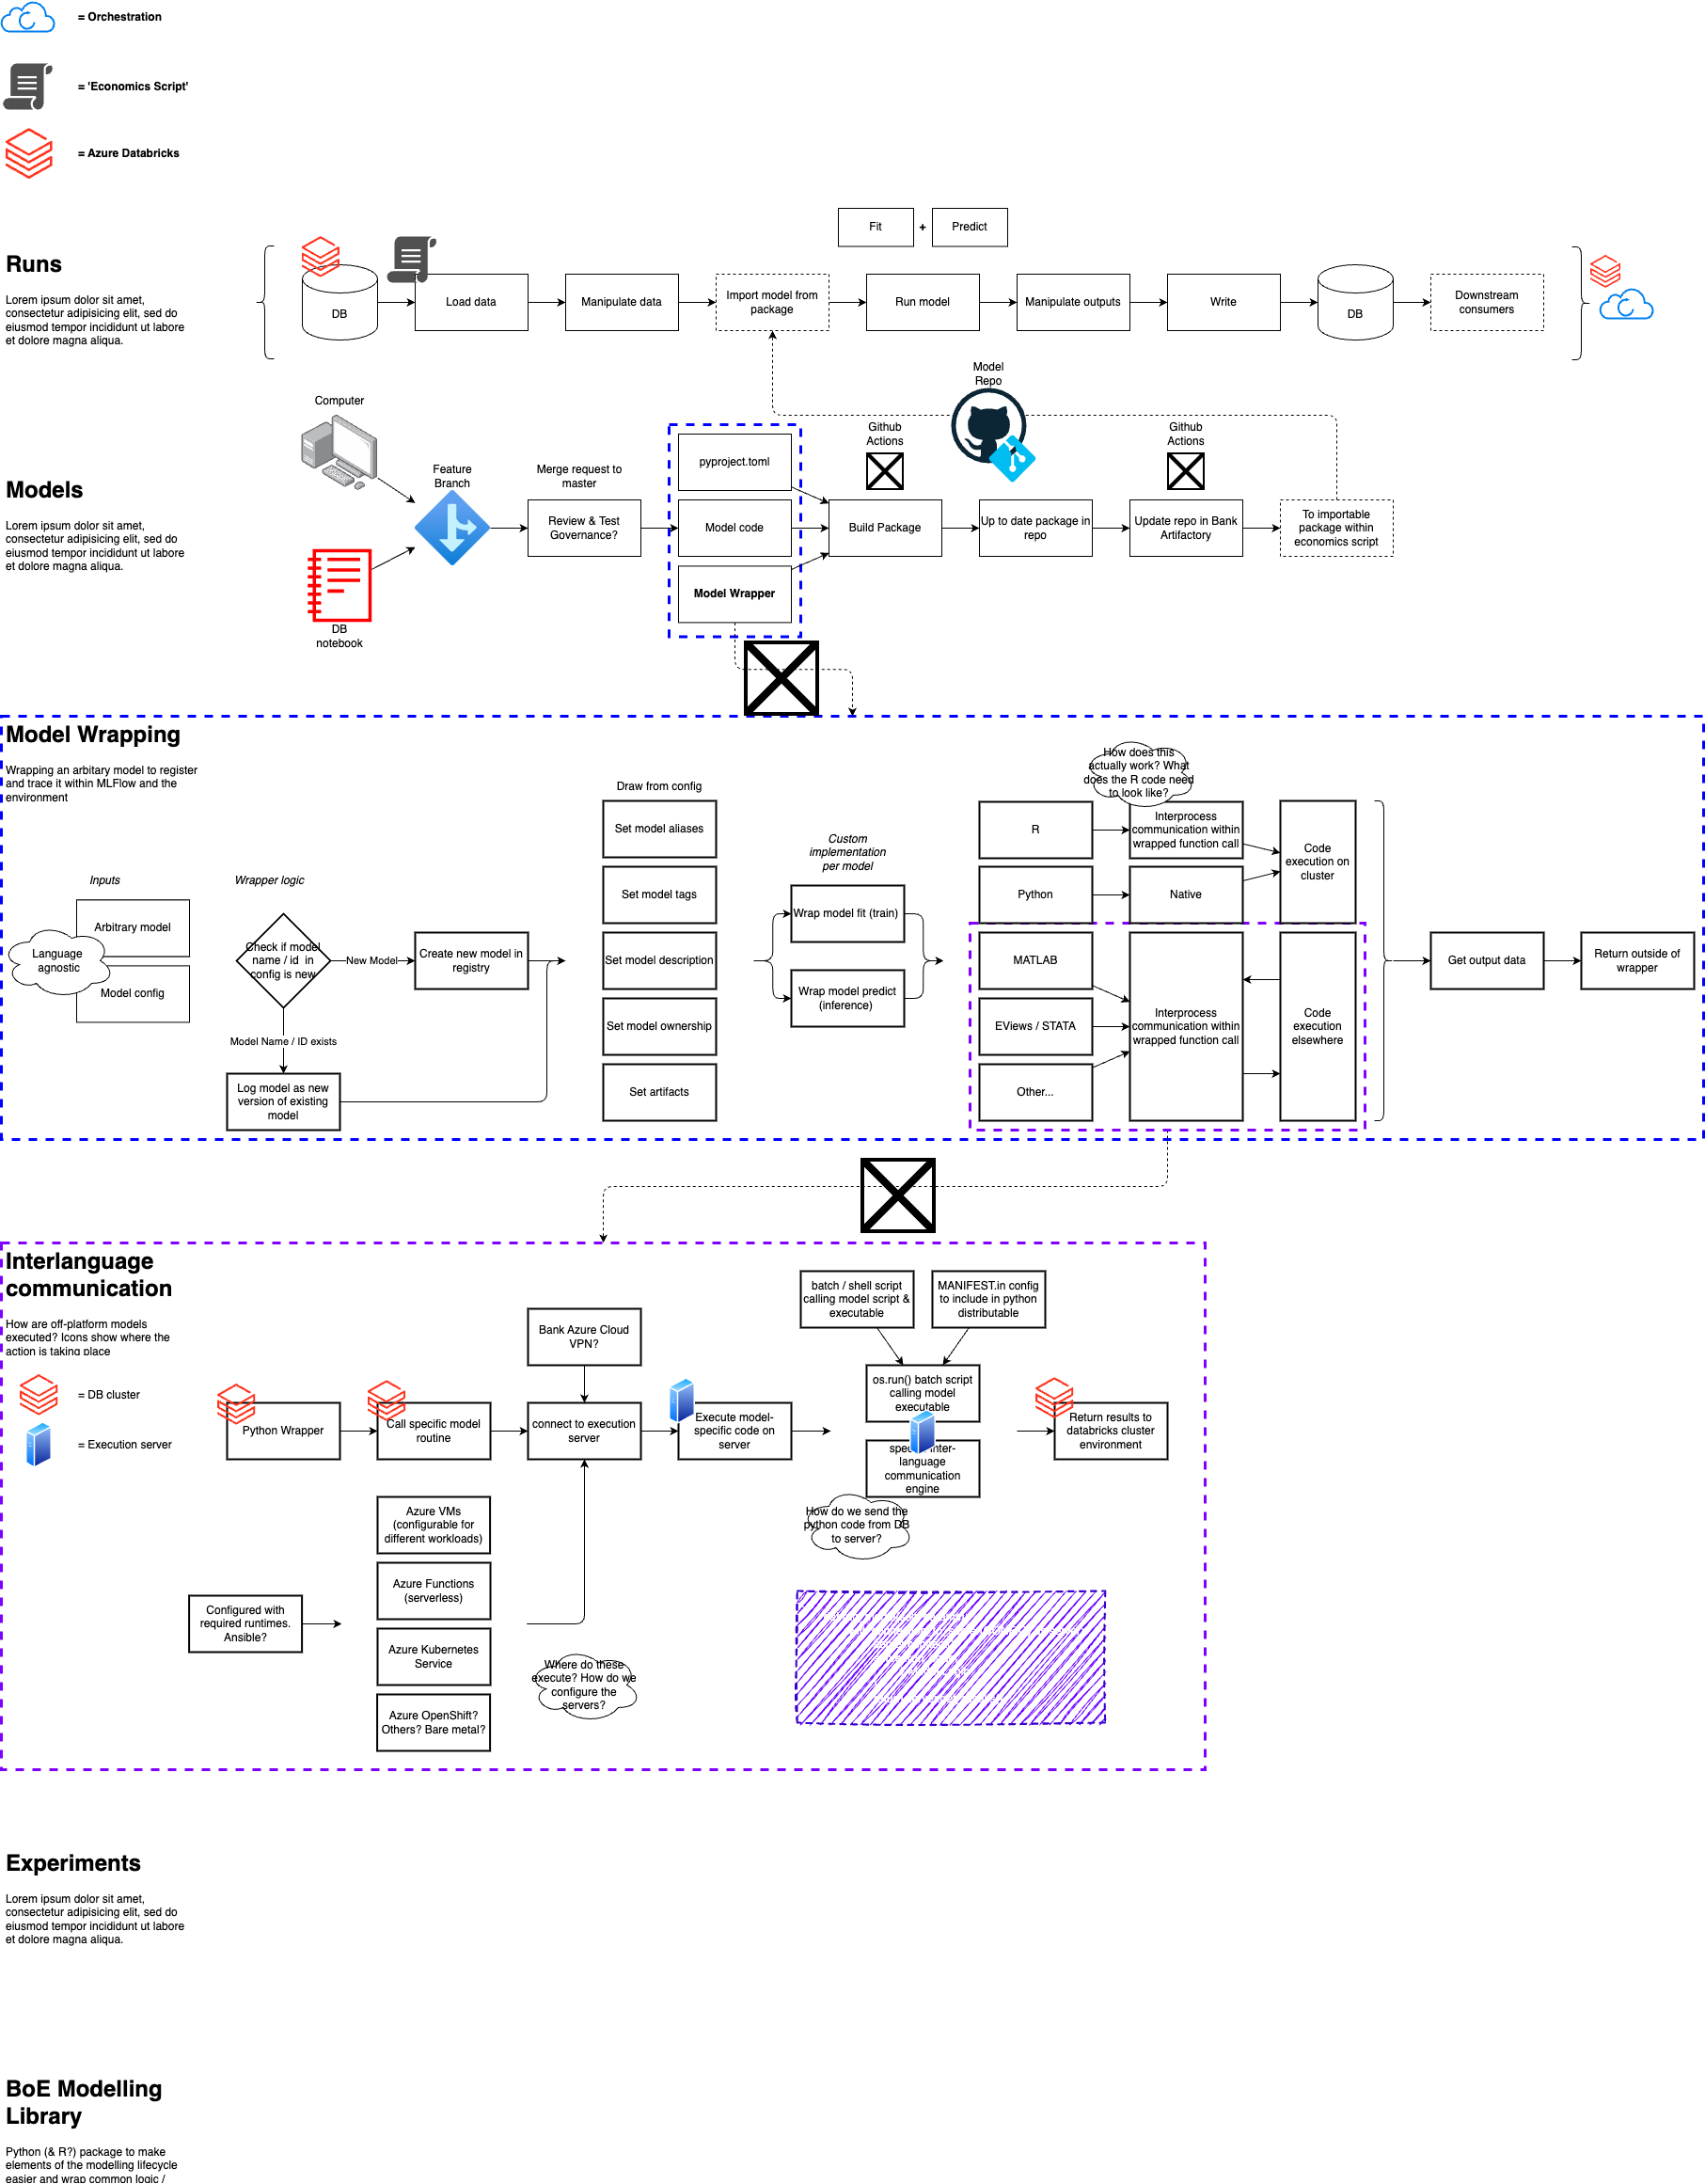 = Orchestration
= 'Economics Script'
= Azure Databricks
Runs
Lorem ipsum dolor sit amet,
consectetur adipisicing elit, sed do
eiusmod tempor incididunt ut labore
et dolore magna aliqua.
Fit
+
Predict
DB
Load data
Manipulate data
Import model from
package
Run model
Manipulate outputs
Write
DB
Downstream
consumers
Models
Lorem ipsum dolor sit amet,
consectetur adipisicing elit, sed do
eiusmod tempor incididunt ut labore
et dolore magna aliqua.
Computer
DB
notebook
Feature
Branch
Merge request to
master
Review & Test
Governance?
pyproject.toml
Model code
Model Wrapper
Github
Actions
Build Package
Model
Repo
Up to date package in
repo
Github
Actions
Update repo in Bank
Artifactory
To importable
package within
economics script
Model Wrapping
Wrapping an arbitary model to register
and trace it within MLFlow and the
environment
Inputs
Arbitrary model
Language
agnostic
Model config
Wrapper logic
Check if model
name / id in
config is new
New Model
Create new model in
registry
Model Name / ID exists
Log model as new
version of existing
model
Draw from config
Set model aliases
Set model tags
Set model description
Set model ownership
Set artifacts
Custom
implementation
per model
Wrap model fit (train)
Wrap model predict
(inference)
How does this
actually work? What
does the R code need
to look like?
R
Interprocess
communication within
wrapped function call
Python
Native
Code
execution on
cluster
MATLAB
EViews / STATA
Other...
Interprocess
communication within
wrapped function call
Code
execution
elsewhere
Get output data
Return outside of
wrapper
Interlanguage
communication
How are off-platform models
executed? Icons show where the
action is taking place
= DB cluster
= Execution server
Python Wrapper
Call specific model
routine
Bank Azure Cloud
VPN?
connect to execution
server
Execute model-
specific code on
server
batch / shell script
calling model script &
executable
MANIFEST.in config
to include in python
distributable
os.run() batch script
calling model
executable
inter-
language
communication
engine
How do we send the
python code from DB
to server?
Return results to
databricks cluster
environment
Configured with
required runtimes.
Ansible?
Azure VMs
(configurable for
different workloads)
Azure Functions
(serverless)
Azure Kubernetes
Service
Azure OpenShift?
Others? Bare metal?
Where do these
execute? How do we
configure the
servers?
Experiments
Lorem ipsum dolor sit amet,
consectetur adipisicing elit, sed do
eiusmod tempor incididunt ut labore
et dolore magna aliqua.
BoE Modelling
Library
Python (& R?) package to make
elements of the modelling lifecycle
easier and wrap common logic /